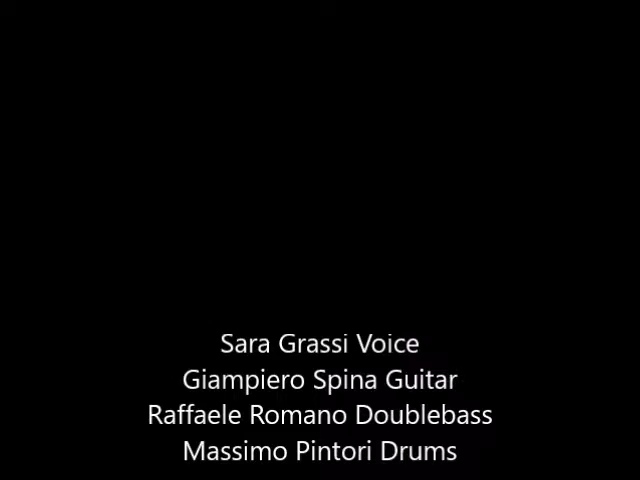 Sara Grassi Voice
Giampiero Spina Guitar
Raffaele Romano Doublebass
Massimo Pintori Drums